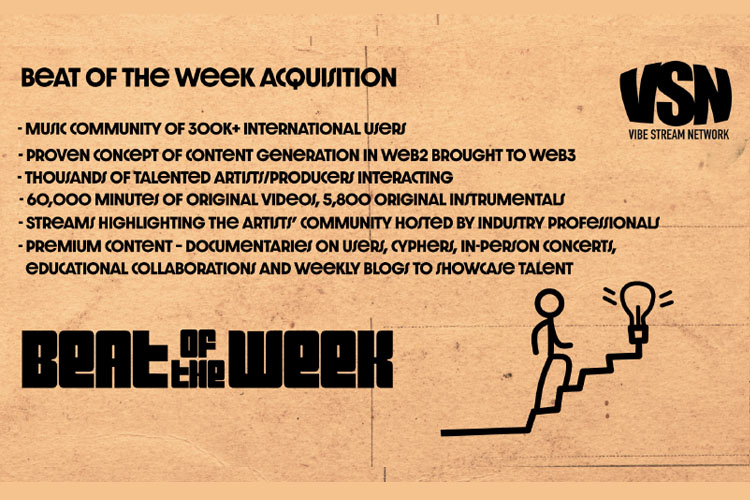 BEAT OF THE WEEK ACQUISITION
VSN
VIBE STREAM NETWORK
- MUSIC COMMUNITY OF 300K+ INTERNATIONAL USERS
- PROVEN CONCEPT OF CONTENT GENERATION IN WEB2 BROUGHT TO WEB3
- THOUSANDS OF TALENTED ARTISTS/PRODUCERS INTERACTING
- 60,000 MINUTES OF ORIGINAL VIDEOS, 5,800 ORIGINAL INSTRUMENTALS
- STREAMS HIGHLIGHTING THE ARTISTS' COMMUNITY HOSTED BY INDUSTRY PROFESSIONALS
- PREMIUM CONTENT - DOCUMENTARIES ON USERS, CYPHERS, IN-PERSON CONCERTS,
EDUCATIONAL COLLABORATIONS AND WEEKLY BLOGS TO SHOWCASE TALENT
BEAT OF THE WEEK